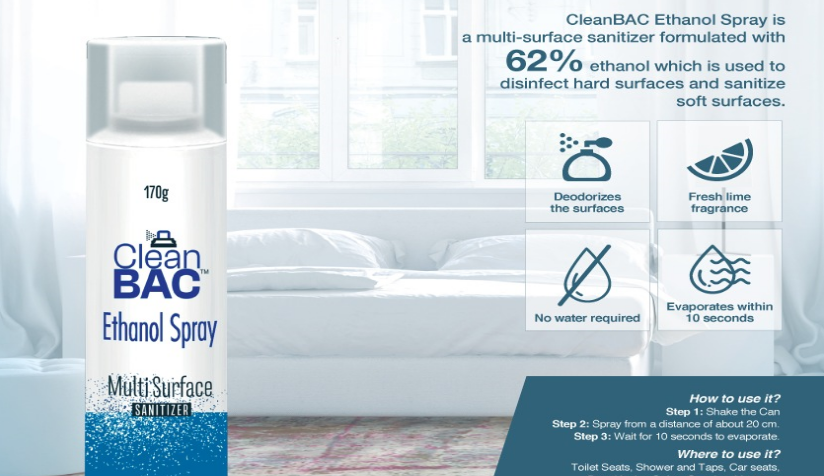 170g
Clean
BAC™
Ethanol Spray
Multi Surface
SANITIZER
CleanBAC Ethanol Spray is
a multi-surface sanitizer formulated with
62% ethanol which is used to
disinfect hard surfaces and sanitize
soft surfaces.
Deodorizes
the surfaces
Fresh lime
fragrance
No water required
Evaporates within
10 seconds
How to use it?
Step 1: Shake the Can
Step 2: Spray from a distance of about 20 cm.
Step 3: Wait for 10 seconds to evaporate.
Where to use it?
Toilet Seats, Shower and Taps, Car seats,